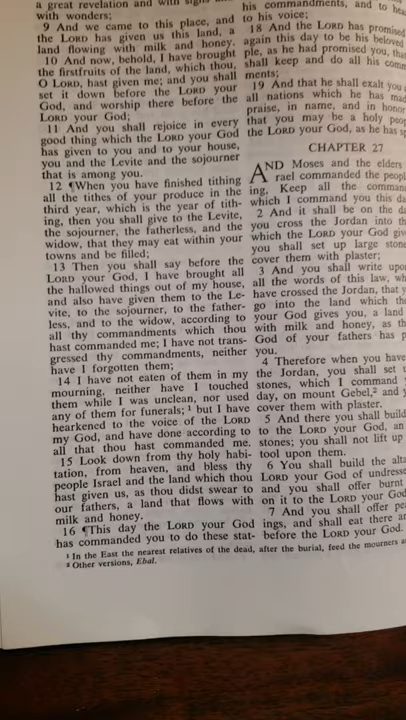 a great revelation and with signs and
with wonders;
9 And we came to this place, and
the LORD has given us this land, a
land flowing with milk and honey.
10 And now, behold, I have brought
the firstfruits of the land, which thou,
O LORD, hast given me; and you shall
set it down before the LORD your
God, and worship there before the
LORD your God;
11 And you shall rejoice in every
good thing which the LORD your God
has given to you and to your house,
you and the Levite and the sojourner
that is among you.
12 ¶When you have finished tithing
all the tithes of your produce in the
third year, which is the year of tith-
ing, then you shall give to the Levite,
the sojourner, the fatherless, and the
widow, that they may eat within your
towns and be filled;
13 Then you shall say before the
LORD your God, I have brought all
the hallowed things out of my house,
and also have given them to the Le-
vite, to the sojourner, to the father-
less, and to the widow, according to
all thy commandments which thou
hast commanded me; I have not trans-
gressed thy commandments, neither
have I forgotten them;
14 I have not eaten of them in my
mourning, neither have I touched
them while I was unclean, nor used
any of them for funerals; ¹ but I have
hearkened to the voice of the LORD
my God, and have done according to
all that thou hast commanded me.
15 Look down from thy holy habi-
tation, from heaven, and bless thy
people Israel and the land which thou
hast given us, as thou didst swear to
our fathers, a land that flows with
milk and honey.
16 ¶This day the LORD your God
has commanded you to do these stat-
his commandments, and to
to his voice;
18 And the LORD has promised
again this day to be his beloved
ple, as he had promised you,
shall keep and do all his
ments;
19 And that he shall exalt you
all nations which he has
praise, in name, and in honor
that you may be a holy
the LORD your God, as he has
CHAPTER 27
AND Moses and the elders
rael commanded the
ing, Keep all the
which I command you this
2 And it shall be on the
you cross the Jordan into
which the LORD your God
you shall set up large
cover them with plaster;
3 And you shall write
all the words of this law,
have crossed the Jordan, that
go into the land which the
God gives you, a land
with milk and honey, as
God of your fathers has
you.
4 Therefore when you have
the Jordan, you shall set
stones, which I command
day, on mount Gebel,² and
cover them with plaster.
5 And there you shall build
to the LORD your God, an
stones; you shall not lift up
tool upon them.
6 You shall build the
LORD your God of
and you shall offer burnt
on it to the LORD your God
7 And you shall offer
ings, and shall eat there
before the LORD your God.
¹ In the East the nearest relatives of the dead, after the burial, feed the mourners
² Other versions, Ebal.